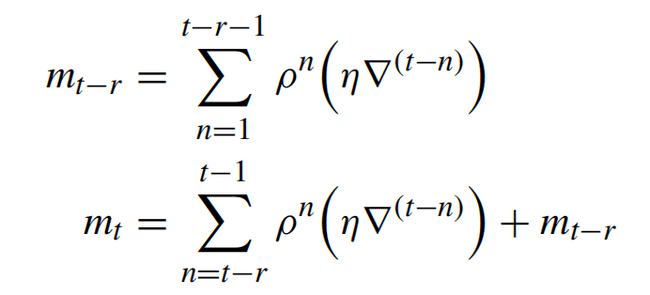 m_{t-r} = \sum_{n=1}^{t-r-1} \rho^n \left( \eta \nabla^{(t-n)} \right)
m_t = \sum_{n=t-r}^{t-1} \rho^n \left( \eta \nabla^{(t-n)} \right) + m_{t-r}